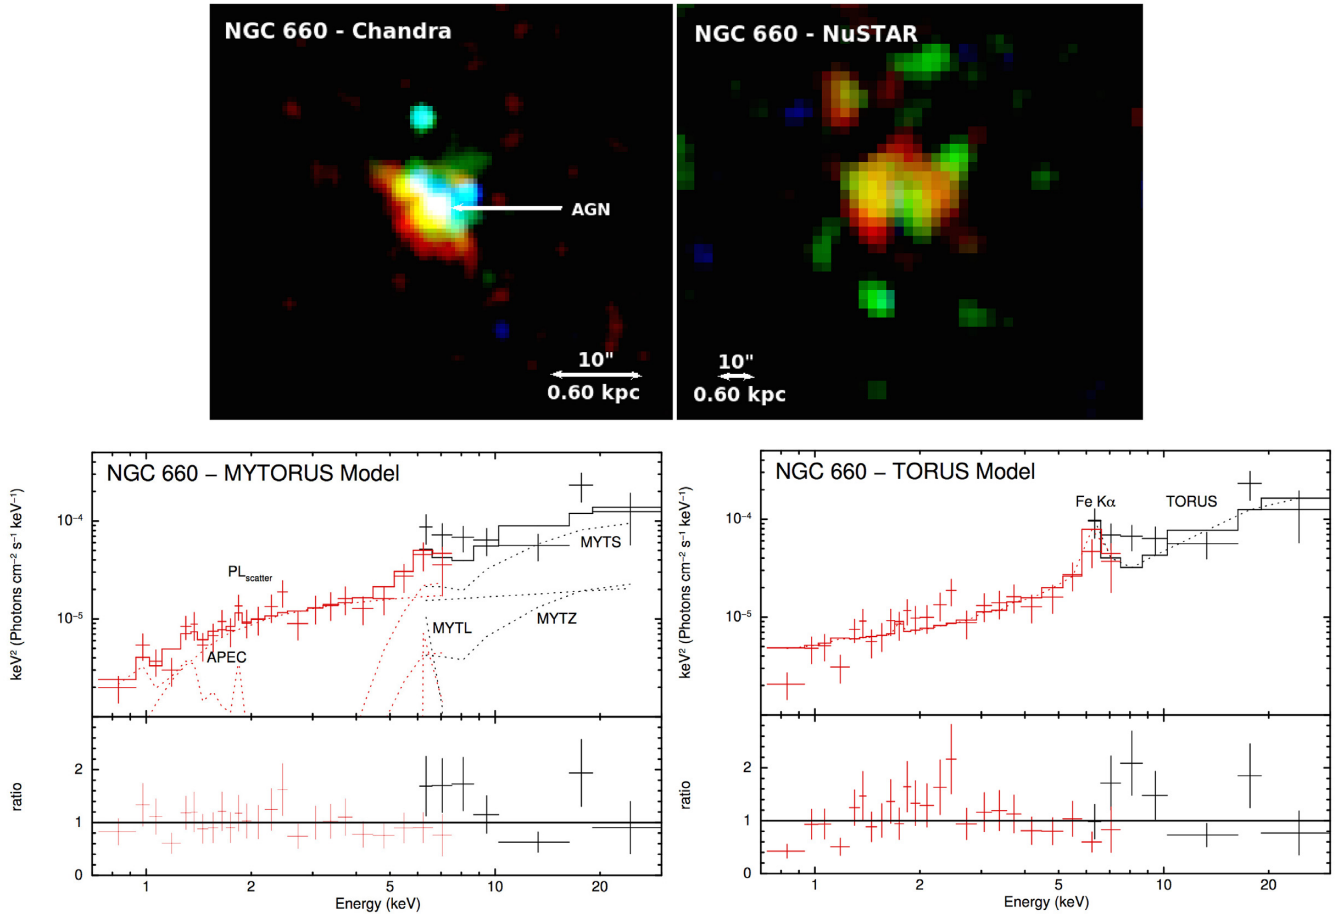 NGC 660 - Chandra
AGN
10"
0.60 kpc
NGC 660 - NuSTAR
10"
0.60 kpc
NGC 660 – MYTORUS Model
keV² (Photons cm⁻² s⁻¹ keV⁻¹)
10⁻⁴
10⁻⁵
PLscatter
APEC
MYTS
MYTZ
MYTL
ratio
2
1
0
1
2
5
10
20
Energy (keV)
NGC 660 – TORUS Model
keV² (Photons cm⁻² s⁻¹ keV⁻¹)
10⁻⁴
10⁻⁵
Fe Kα
TORUS
ratio
2
1
0
1
2
5
10
20
Energy (keV)